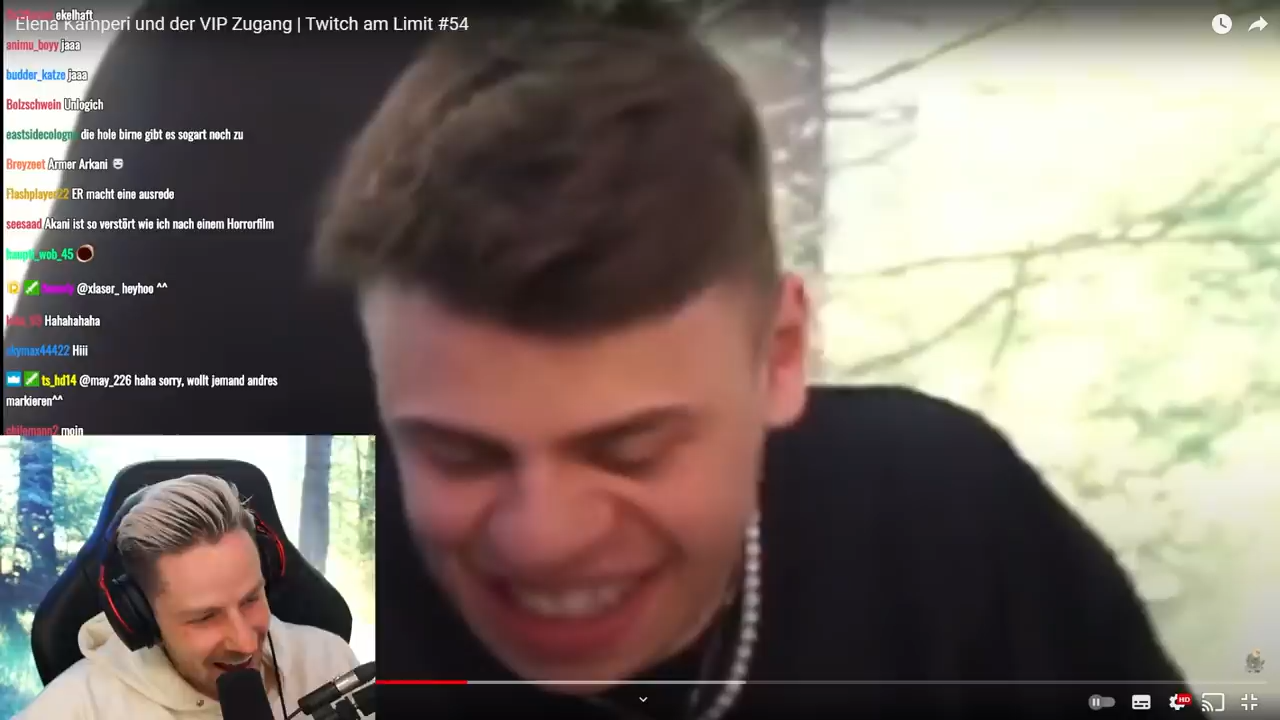 Elena Kamperi und der VIP Zugang | Twitch am Limit #54
ekelhaft
animu_boyy jaaa
budder_katze jaaa
Bolzschwein Unlogich
eastsidecologne die hole birne gibt es sogart noch zu
Breyzeet Armer Arkani
Flashplayer22 ER macht eine ausrede
seesaad Akani ist so verstört wie ich nach einem Horrorfilm
@xlaser_ heyhoo ^^
Hahahahaha
skymax44422 Hiii
ts_hd14 @may_226 haha sorry, wollt jemand andres
markieren^^
chilemann2 moin
HD